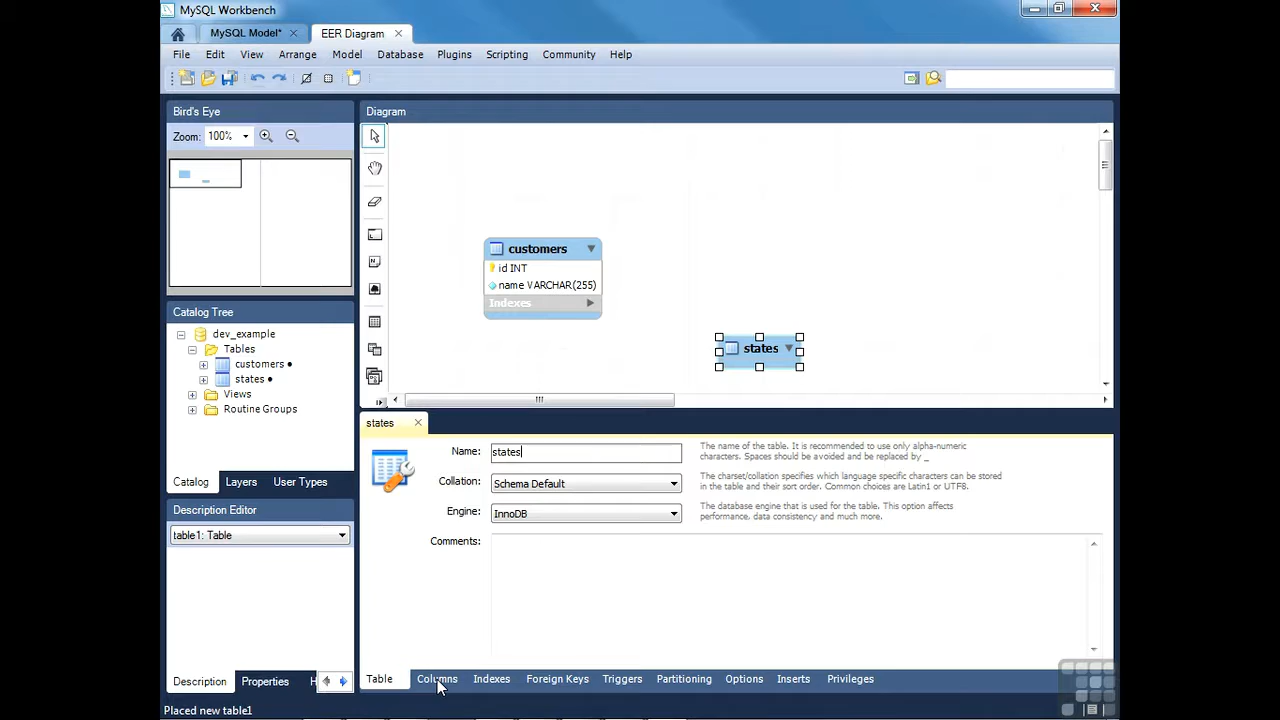 MySQL Workbench
MySQL Model* EER Diagram
File Edit View Arrange Model Database Plugins Scripting Community Help
Bird's Eye
Zoom: 100%
Diagram
customers
id INT
name VARCHAR(255)
Indexes
states
Catalog Tree
dev_example
Tables
customers
states
Views
Routine Groups
Catalog Layers User Types
Description Editor
table1: Table
Description Properties H
states
Name: states
The name of the table. It is recommended to use only alpha-numeric
characters. Spaces should be avoided and be replaced by _
Collation: Schema Default
The charset/collation specifies which language specific characters can be stored
in the table and their sort order. Common choices are Latin1 or UTF8.
Engine: InnoDB
The database engine that is used for the table. This option affects
performance, data consistency and much more.
Comments:
Table Columns Indexes Foreign Keys Triggers Partitioning Options Inserts Privileges
Placed new table1